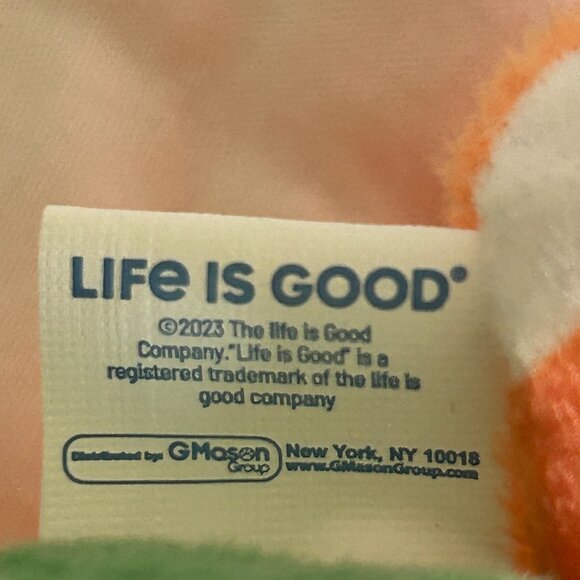 LIFe IS GOOD®
©2023 The life is Good
Company."Life is Good" is a
registered trademark of the life is
good company
Distributed by: GMason Group
New York, NY 10018
www.GMasonGroup.com